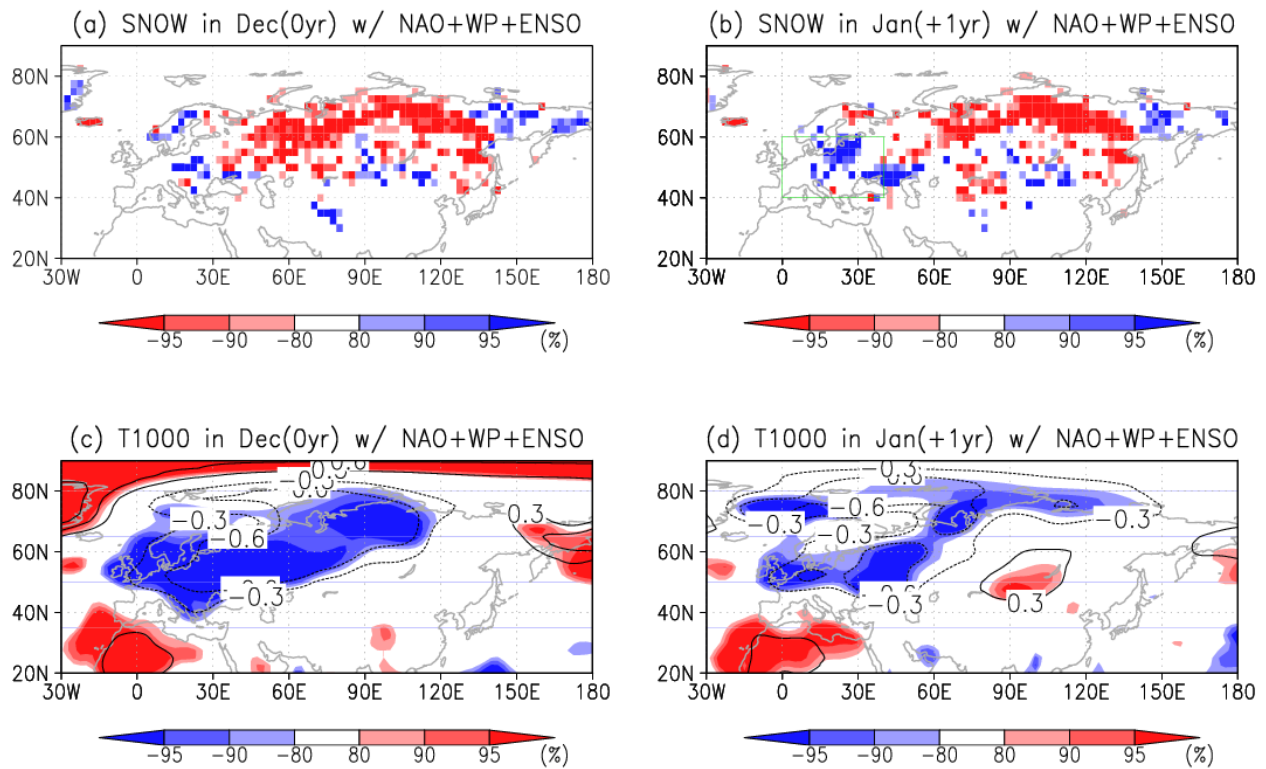 (a) SNOW in Dec(0yr) w/ NAO+WP+ENSO
80N
60N
40N
20N
30W 0 30E 60E 90E 120E 150E 180
-95 -90 -80 80 90 95 (%)
(b) SNOW in Jan(+1yr) w/ NAO+WP+ENSO
80N
60N
40N
20N
30W 0 30E 60E 90E 120E 150E 180
-95 -90 -80 80 90 95 (%)
(c) T1000 in Dec(0yr) w/ NAO+WP+ENSO
80N
60N
40N
20N
-0.3
-0.3
-0.6
-0.3
0.3
30W 0 30E 60E 90E 120E 150E 180
-95 -90 -80 80 90 95 (%)
(d) T1000 in Jan(+1yr) w/ NAO+WP+ENSO
80N
60N
40N
20N
-0.3
-0.6
-0.3
-0.3
-0.3
-0.3
0.3
30W 0 30E 60E 90E 120E 150E 180
-95 -90 -80 80 90 95 (%)